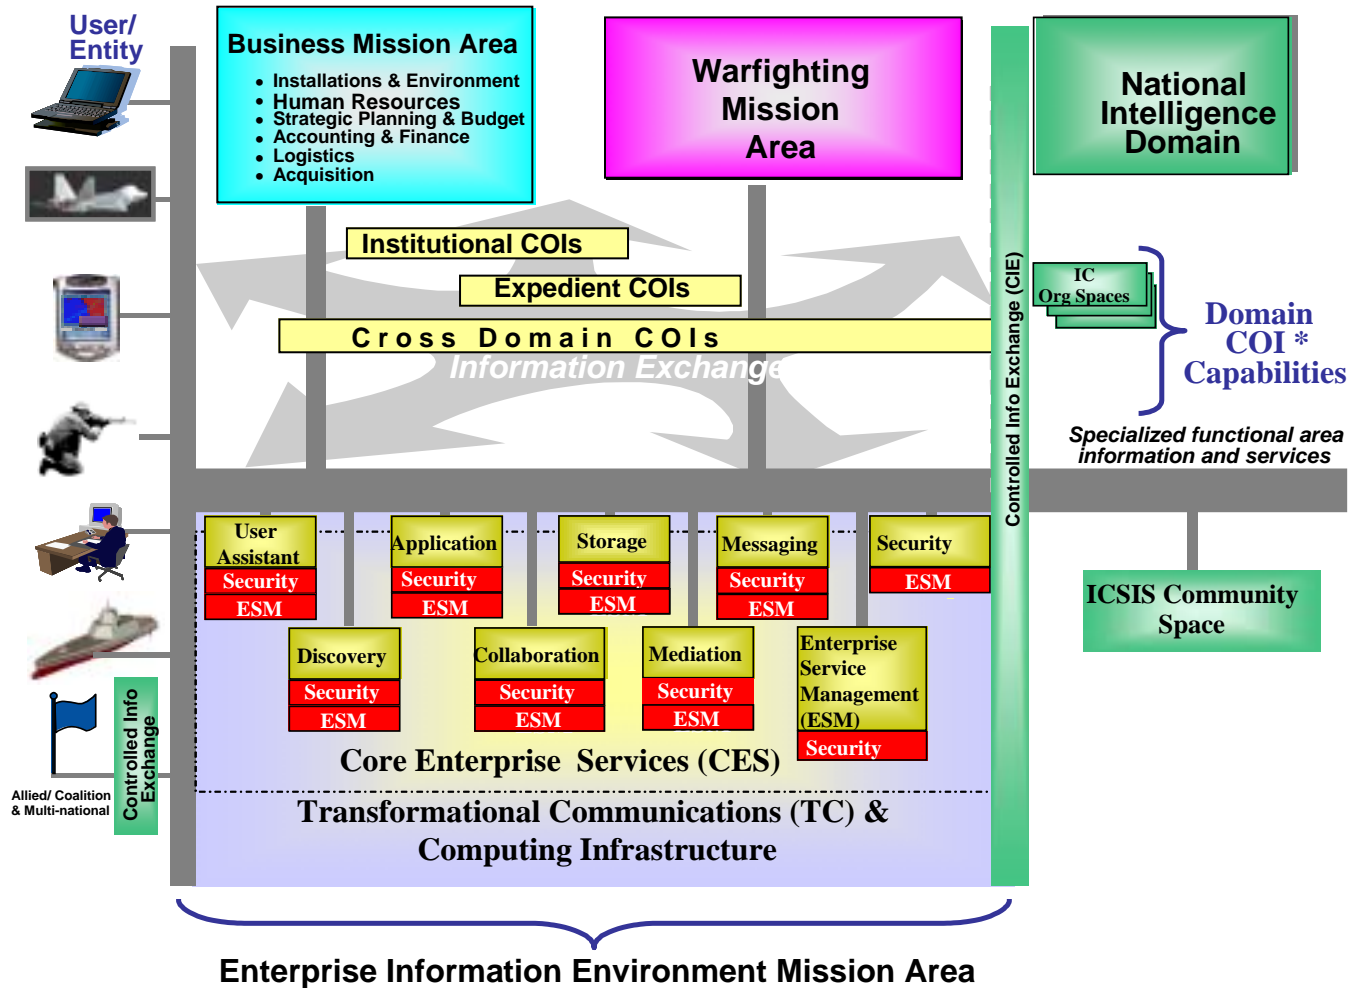 User/
Entity
Business Mission Area
• Installations & Environment
• Human Resources
• Strategic Planning & Budget
• Accounting & Finance
• Logistics
• Acquisition
Warfighting
Mission
Area
National
Intelligence
Domain
Institutional COIs
Expedient COIs
Cross Domain COIs
Information Exchange
Controlled Info Exchange (CIE)
IC
Org Spaces
Domain
COI *
Capabilities
Specialized functional area
information and services
User
Assistant
Security
ESM
Application
Security
ESM
Storage
Security
ESM
Messaging
Security
ESM
Security
ESM
Discovery
Security
ESM
Collaboration
Security
ESM
Mediation
Security
ESM
Enterprise
Service
Management
(ESM)
Security
ICSIS Community
Space
Controlled Info
Exchange
Allied/ Coalition
& Multi-national
Core Enterprise Services (CES)
Transformational Communications (TC) &
Computing Infrastructure
Enterprise Information Environment Mission Area